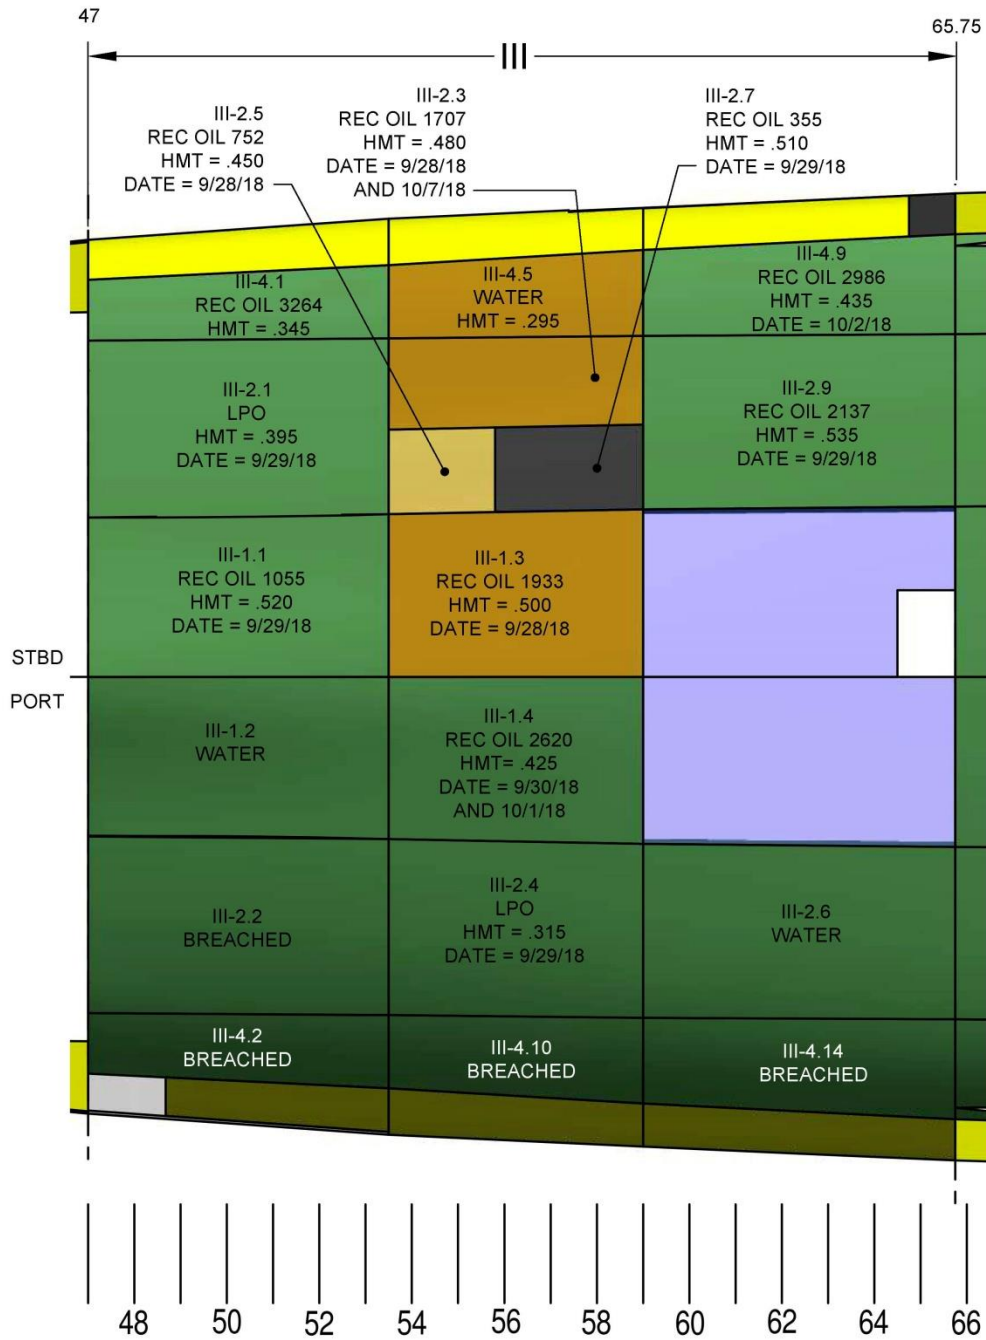 47
65.75
III
III-2.5
REC OIL 752
HMT = .450
DATE = 9/28/18
III-2.3
REC OIL 1707
HMT = .480
DATE = 9/28/18
AND 10/7/18
III-2.7
REC OIL 355
HMT = .510
DATE = 9/29/18
III-4.1
REC OIL 3264
HMT = .345
III-4.5
WATER
HMT = .295
III-4.9
REC OIL 2986
HMT = .435
DATE = 10/2/18
III-2.1
LPO
HMT = .395
DATE = 9/29/18
III-2.9
REC OIL 2137
HMT = .535
DATE = 9/29/18
III-1.1
REC OIL 1055
HMT = .520
DATE = 9/29/18
III-1.3
REC OIL 1933
HMT = .500
DATE = 9/28/18
STBD
PORT
III-1.2
WATER
III-1.4
REC OIL 2620
HMT= .425
DATE = 9/30/18
AND 10/1/18
III-2.2
BREACHED
III-2.4
LPO
HMT = .315
DATE = 9/29/18
III-2.6
WATER
III-4.2
BREACHED
III-4.10
BREACHED
III-4.14
BREACHED
48 50 52 54 56 58 60 62 64 66